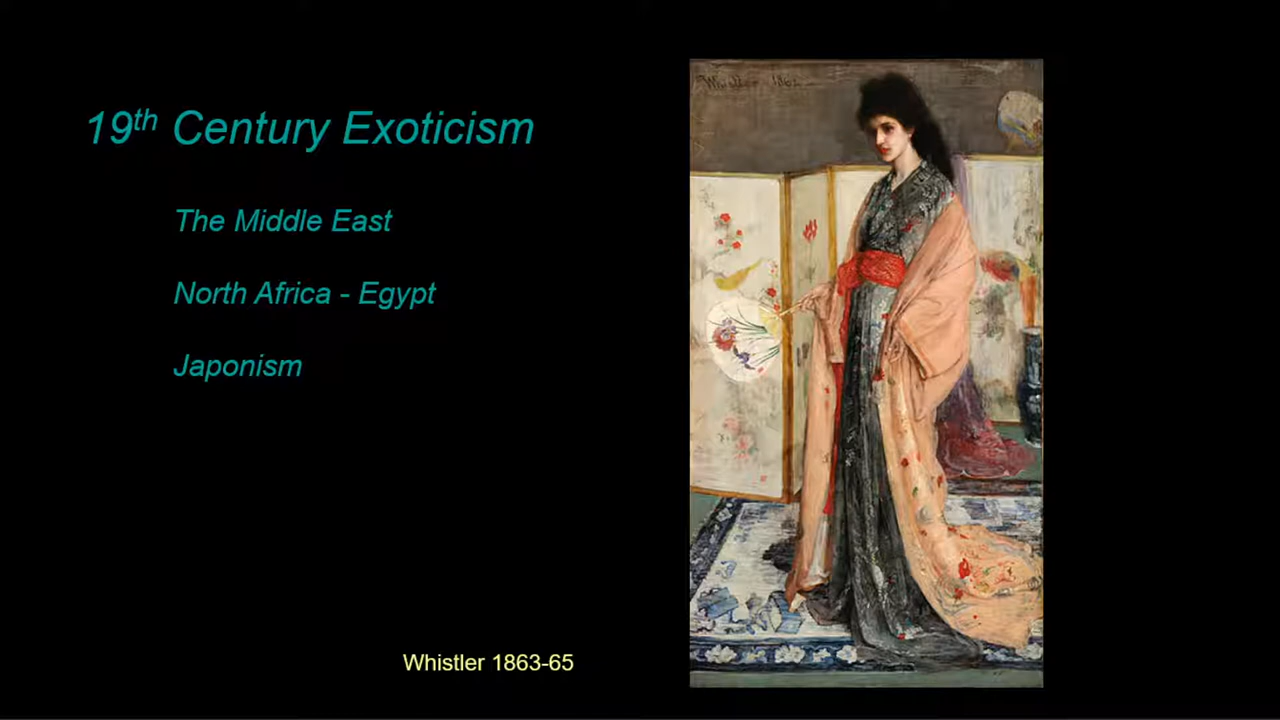 19th Century Exoticism
The Middle East
North Africa - Egypt
Japonism
Whistler 1863-65